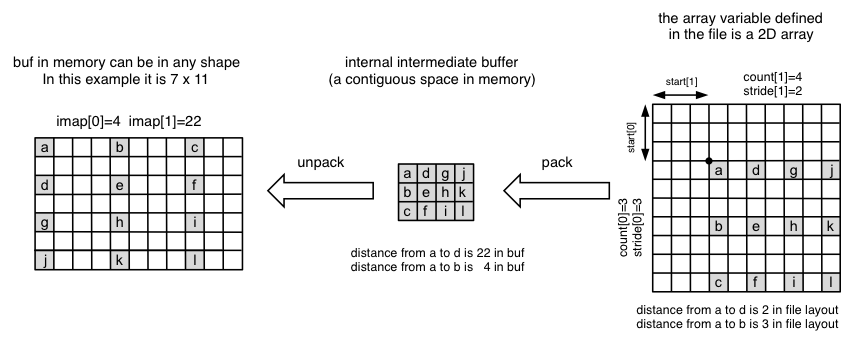 the array variable defined
in the file is a 2D array
buf in memory can be in any shape
In this example it is 7 x 11
internal intermediate buffer
(a contiguous space in memory)
start[1]
count[1]=4
stride[1]=2
imap[0]=4 imap[1]=22
start[0]
a b c
d e f
g h i
j k l
unpack
a d g j
b e h k
c f i l
pack
a d g j
b e h k
c f i l
count[0]=3
stride[0]=3
distance from a to d is 22 in buf
distance from a to b is 4 in buf
distance from a to d is 2 in file layout
distance from a to b is 3 in file layout